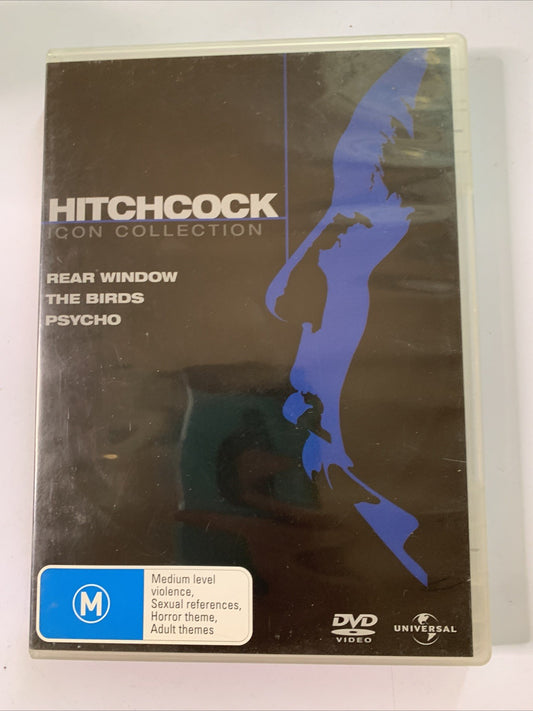 HITCHCOCK
ICON COLLECTION
REAR WINDOW
THE BIRDS
PSYCHO
M
Medium level
violence,
Sexual references,
Horror theme,
Adult themes
DVD
VIDEO
UNIVERSAL